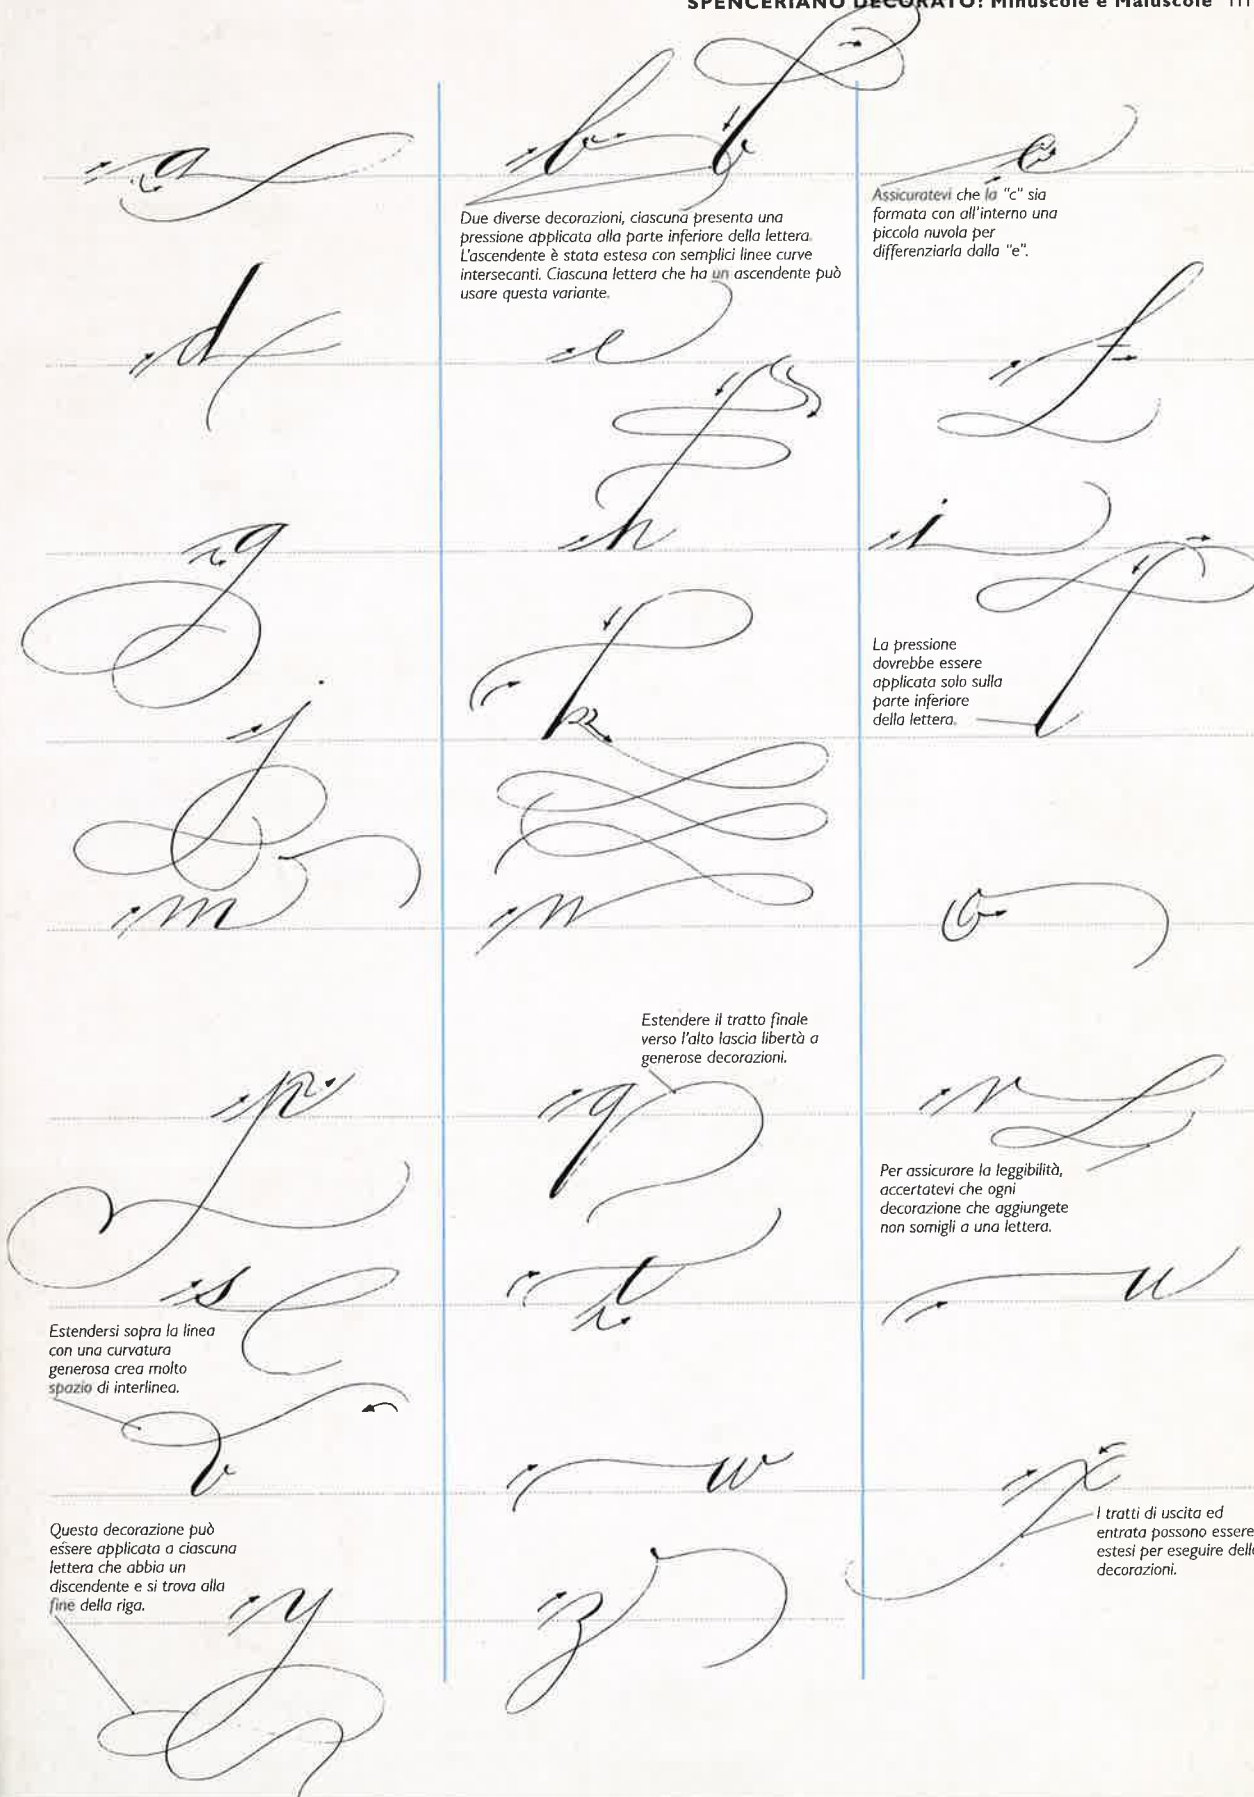 SPENCERIANO DECORATO: Minuscole e Maiuscole 111
a
b
b
c
Due diverse decorazioni, ciascuna presenta una
pressione applicata alla parte inferiore della lettera.
L'ascendente è stata estesa con semplici linee curve
intersecanti. Ciascuna lettera che ha un ascendente può
usare questa variante.
Assicuratevi che la "c" sia
formata con all'interno una
piccola nuvola per
differenziarla dalla "e".
d
e
f
g
h
i
j
k
l
La pressione
dovrebbe essere
applicata solo sulla
parte inferiore
della lettera.
m
n
o
Estendere il tratto finale
verso l'alto lascia libertà a
generose decorazioni.
p
q
r
Per assicurare la leggibilità,
accertatevi che ogni
decorazione che aggiungete
non somigli a una lettera.
s
t
u
Estendersi sopra la linea
con una curvatura
generosa crea molto
spazio di interlinea.
v
w
x
I tratti di uscita ed
entrata possono essere
estesi per eseguire delle
decorazioni.
Questa decorazione può
essere applicata a ciascuna
lettera che abbia un
discendente e si trova alla
fine della riga.
y
z